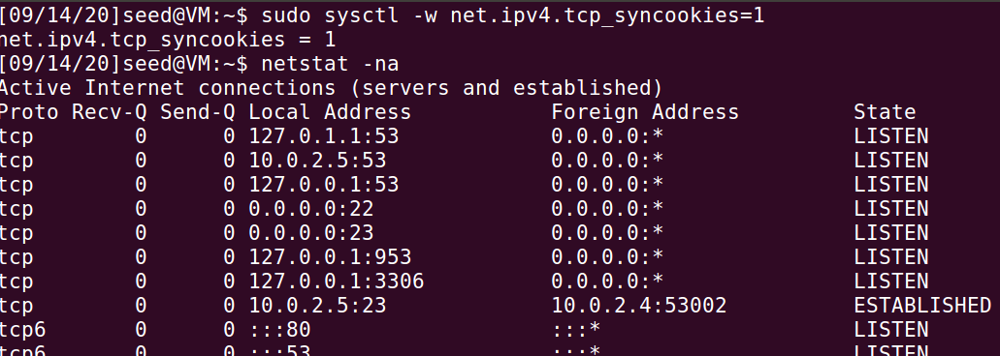 [09/14/20]seed@VM:~$ sudo sysctl -w net.ipv4.tcp_syncookies=1
net.ipv4.tcp_syncookies = 1
[09/14/20]seed@VM:~$ netstat -na
Active Internet connections (servers and established)
Proto Recv-Q Send-Q Local Address           Foreign Address         State
tcp        0      0 127.0.1.1:53            0.0.0.0:*               LISTEN
tcp        0      0 10.0.2.5:53             0.0.0.0:*               LISTEN
tcp        0      0 127.0.0.1:53            0.0.0.0:*               LISTEN
tcp        0      0 0.0.0.0:22              0.0.0.0:*               LISTEN
tcp        0      0 0.0.0.0:23              0.0.0.0:*               LISTEN
tcp        0      0 127.0.0.1:953           0.0.0.0:*               LISTEN
tcp        0      0 127.0.0.1:3306          0.0.0.0:*               LISTEN
tcp        0      0 10.0.2.5:23             10.0.2.4:53002          ESTABLISHED
tcp6       0      0 :::80                   :::*                    LISTEN
tcp6       0      0 :::53                   :::*                    LISTEN